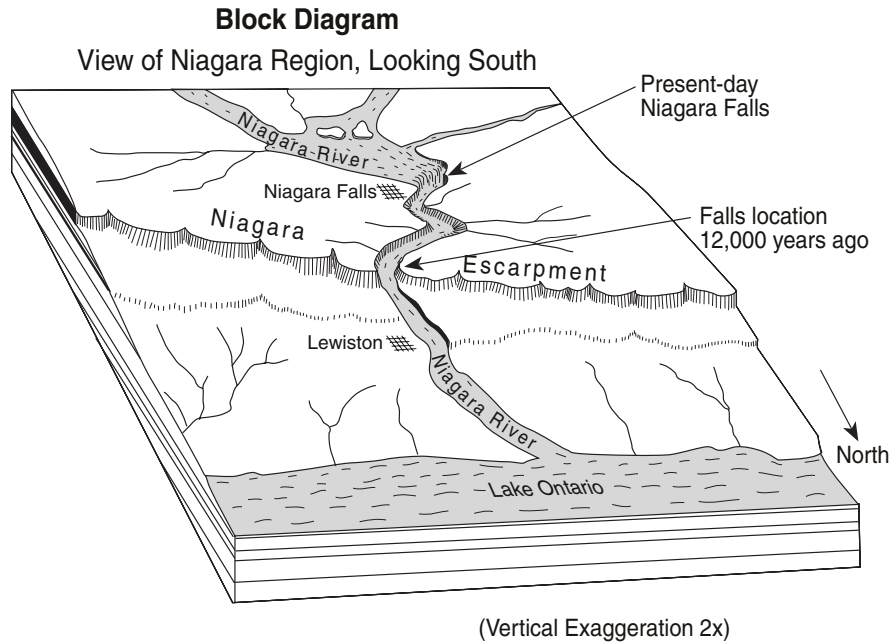 Block Diagram
View of Niagara Region, Looking South
Present-day
Niagara Falls
Niagara River
Niagara Falls
Falls location
12,000 years ago
Niagara
Escarpment
Lewiston
Niagara River
North
Lake Ontario
(Vertical Exaggeration 2x)